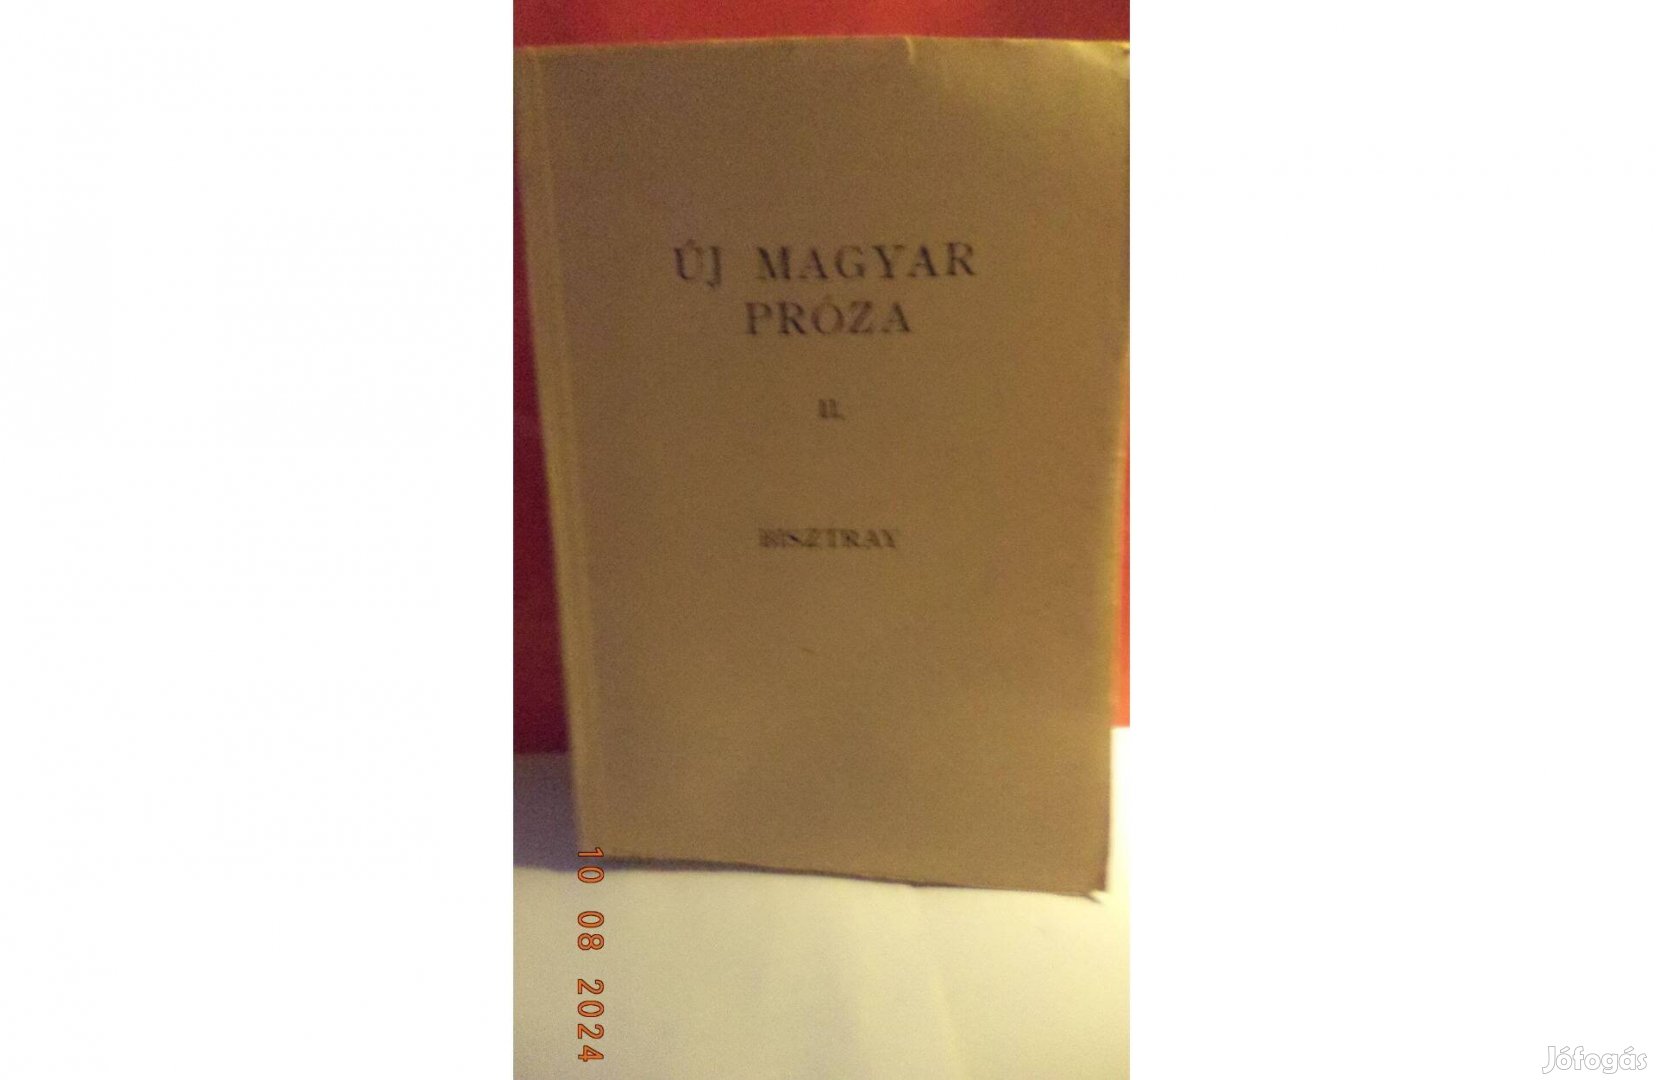 ÚJ MAGYAR
PRÓZA
II.
BISZTRAY
10 08 2024
Jófogás